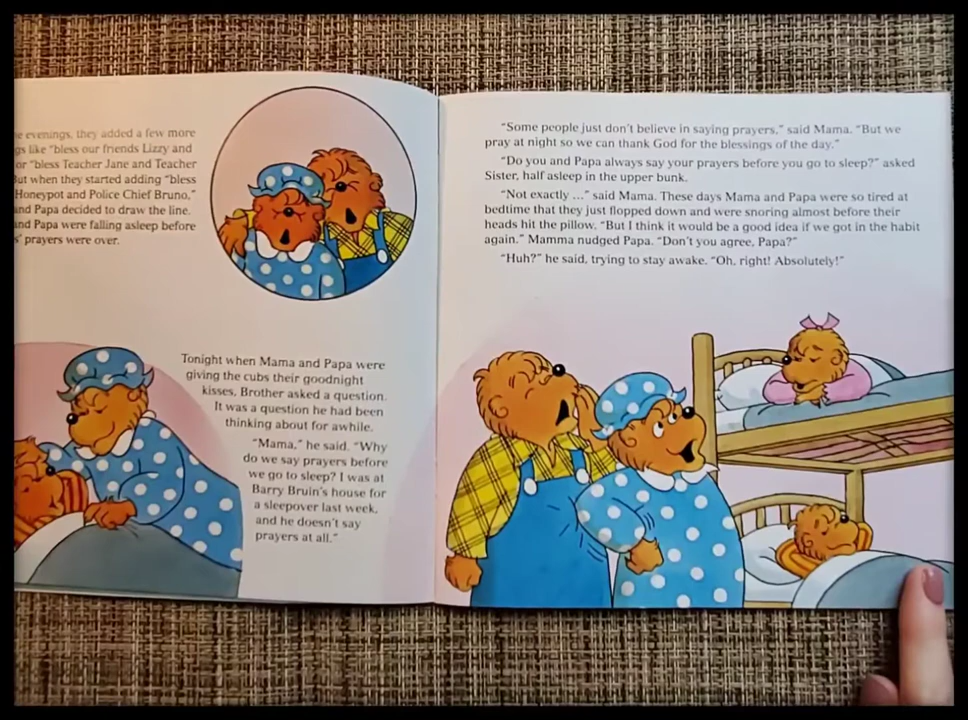 evenings, they added a few more
like "bless our friends Lizzy and
or "bless Teacher Jane and Teacher
But when they started adding "bless
Honeypot and Police Chief Bruno,"
and Papa decided to draw the line.
and Papa were falling asleep before
prayers were over.
Tonight when Mama and Papa were
giving the cubs their goodnight
kisses, Brother asked a question.
It was a question he had been
thinking about for awhile.
"Mama," he said. "Why
do we say prayers before
we go to sleep? I was at
Barry Bruin's house for
a sleepover last week,
and he doesn't say
prayers at all."
"Some people just don't believe in saying prayers," said Mama. "But we
pray at night so we can thank God for the blessings of the day."
"Do you and Papa always say your prayers before you go to sleep?" asked
Sister, half asleep in the upper bunk.
"Not exactly ..." said Mama. These days Mama and Papa were so tired at
bedtime that they just flopped down and were snoring almost before their
heads hit the pillow. "But I think it would be a good idea if we got in the habit
again." Mamma nudged Papa. "Don't you agree, Papa?"
"Huh?" he said, trying to stay awake. "Oh, right! Absolutely!"